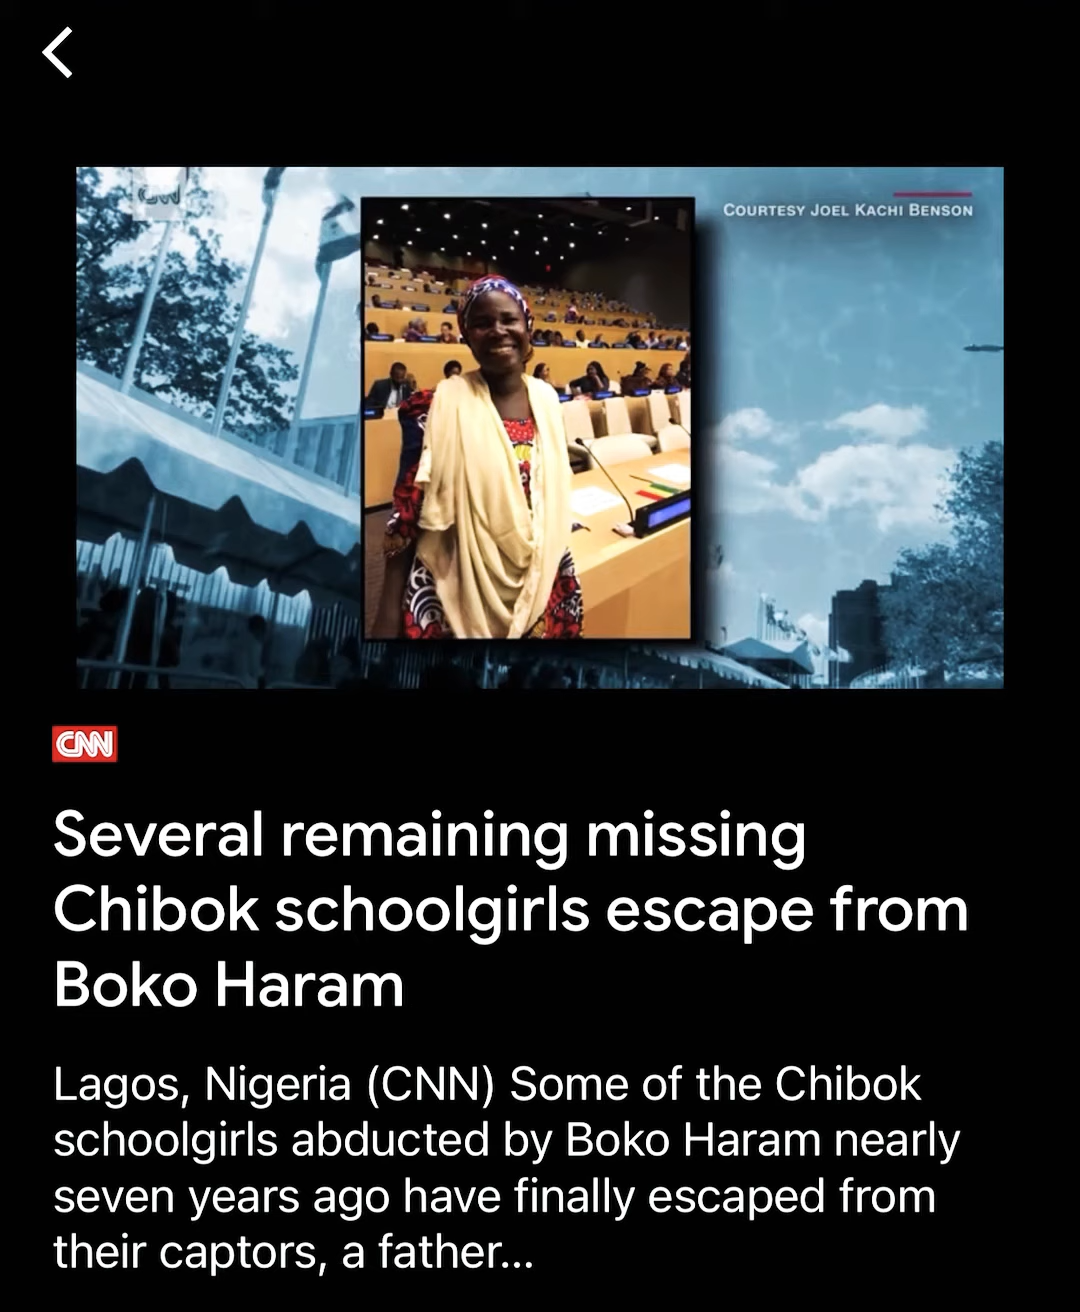 CNN
COURTESY JOEL KACHI BENSON
CNN
Several remaining missing
Chibok schoolgirls escape from
Boko Haram
Lagos, Nigeria (CNN) Some of the Chibok
schoolgirls abducted by Boko Haram nearly
seven years ago have finally escaped from
their captors, a father...